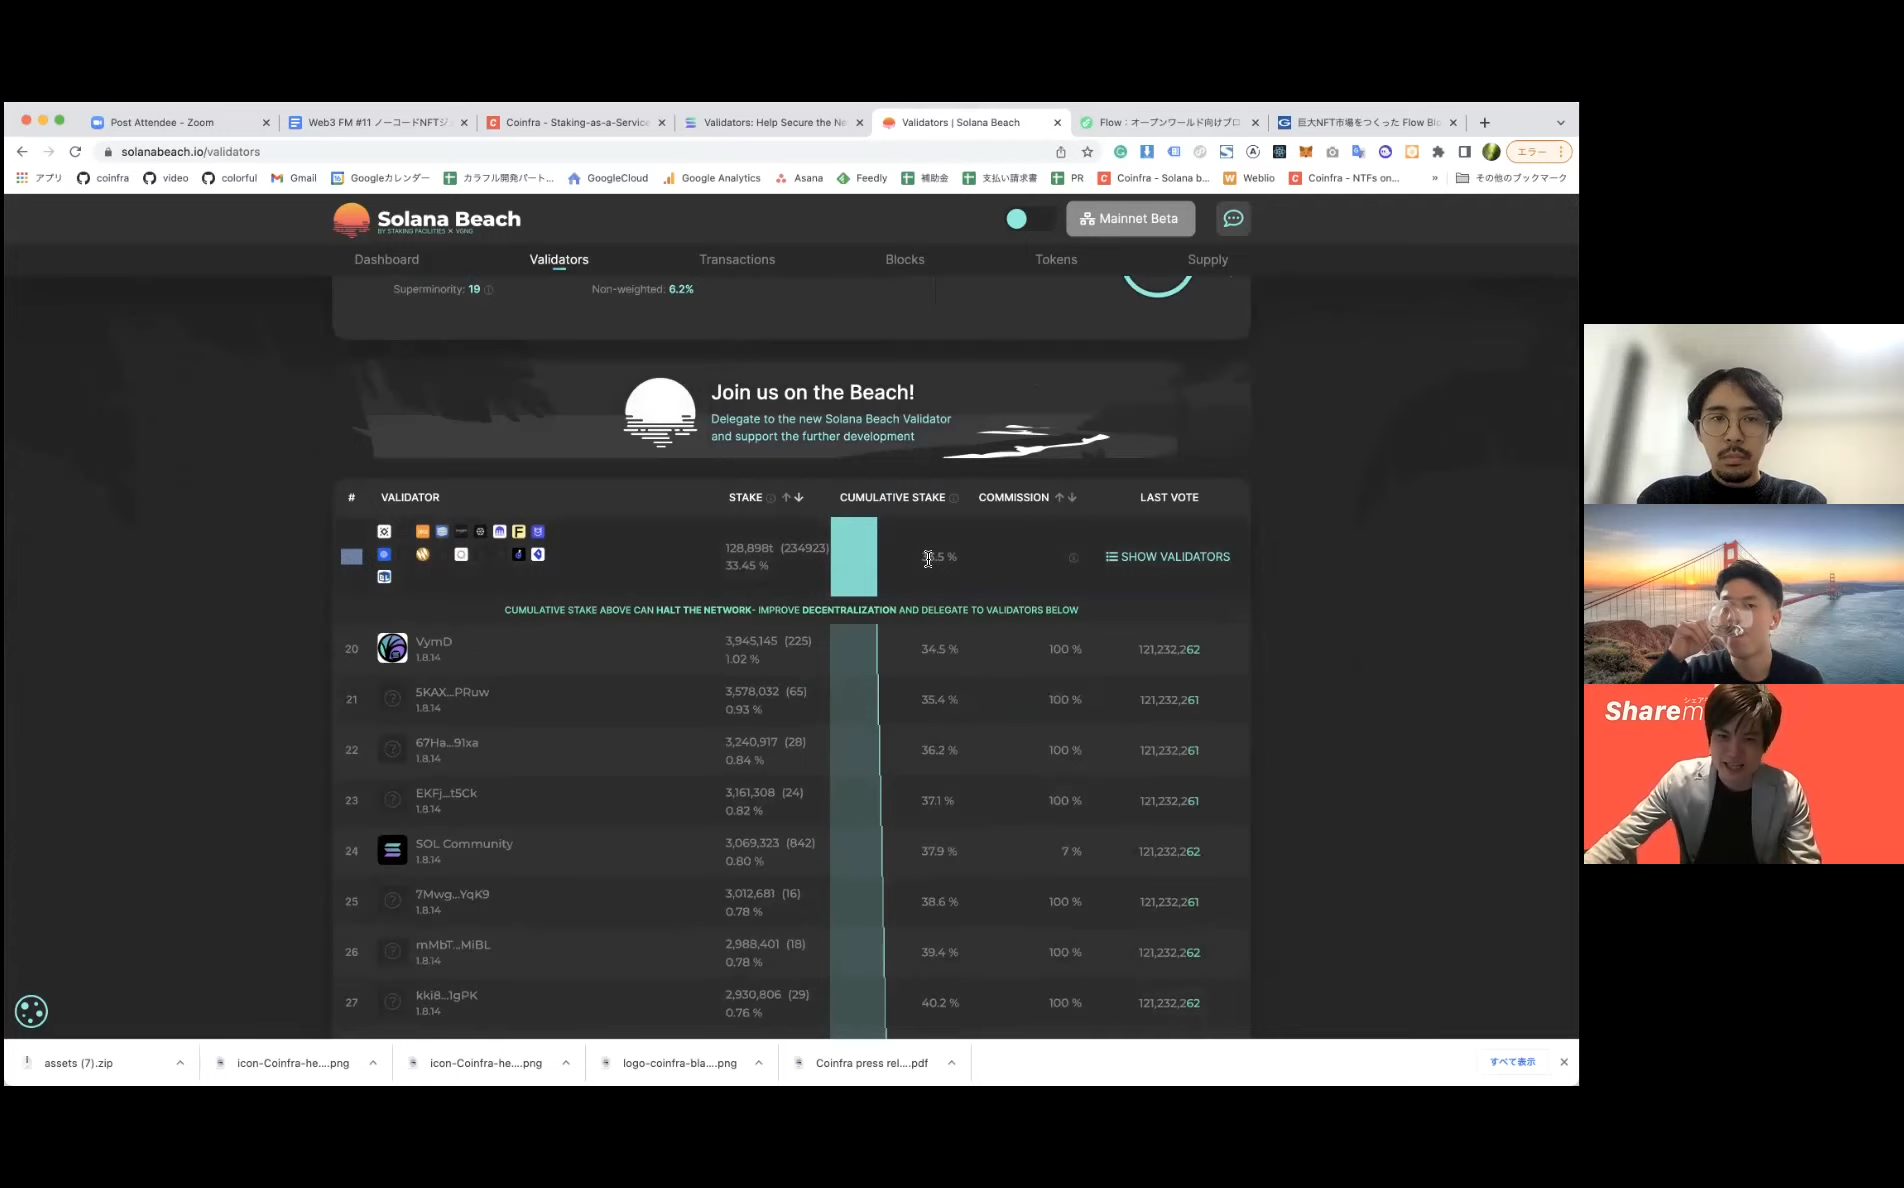 Post Attendee - Zoom
Web3 FM #11 ノーコードNFTジ
Coinfra - Staking-as-a-Service
Validators: Help Secure the Ne
Validators | Solana Beach
Flow：オープンワールド向けブロ
巨大NFT市場をつくった Flow Blo
solanabeach.io/validators
エラー
アプリ
coinfra
video
colorful
Gmail
Googleカレンダー
カラフル開発パート...
GoogleCloud
Google Analytics
Asana
Feedly
補助金
支払い請求書
PR
Coinfra - Solana b...
Weblio
Coinfra - NTFs on...
»
その他のブックマーク
Solana Beach
BY STAKING FACILITIES X VGNG
Mainnet Beta
Dashboard
Validators
Transactions
Blocks
Tokens
Supply
Superminority: 19
Non-weighted: 6.2%
Join us on the Beach!
Delegate to the new Solana Beach Validator
and support the further development
# VALIDATOR STAKE CUMULATIVE STAKE COMMISSION LAST VOTE
128,898t (234923)
33.45 %
.5 %
SHOW VALIDATORS
CUMULATIVE STAKE ABOVE CAN HALT THE NETWORK- IMPROVE DECENTRALIZATION AND DELEGATE TO VALIDATORS BELOW
20 VymD 3,945,145 (225) 34.5 % 100 % 121,232,262
1.8.14 1.02 %
21 5KAX...PRuw 3,578,032 (65) 35.4 % 100 % 121,232,261
1.8.14 0.93 %
22 67Ha...91xa 3,240,917 (28) 36.2 % 100 % 121,232,261
1.8.14 0.84 %
23 EKFj...t5Ck 3,161,308 (24) 37.1 % 100 % 121,232,261
1.8.14 0.82 %
24 SOL Community 3,069,323 (842) 37.9 % 7 % 121,232,262
1.8.14 0.80 %
25 7Mwg...YqK9 3,012,681 (16) 38.6 % 100 % 121,232,261
1.8.14 0.78 %
26 mMbT...MiBL 2,988,401 (18) 39.4 % 100 % 121,232,262
1.8.14 0.78 %
27 kki8...1gPK 2,930,806 (29) 40.2 % 100 % 121,232,262
1.8.14 0.76 %
assets (7).zip
icon-Coinfra-he....png
icon-Coinfra-he....png
logo-coinfra-bla....png
Coinfra press rel....pdf
すべて表示
シェア
Sharem